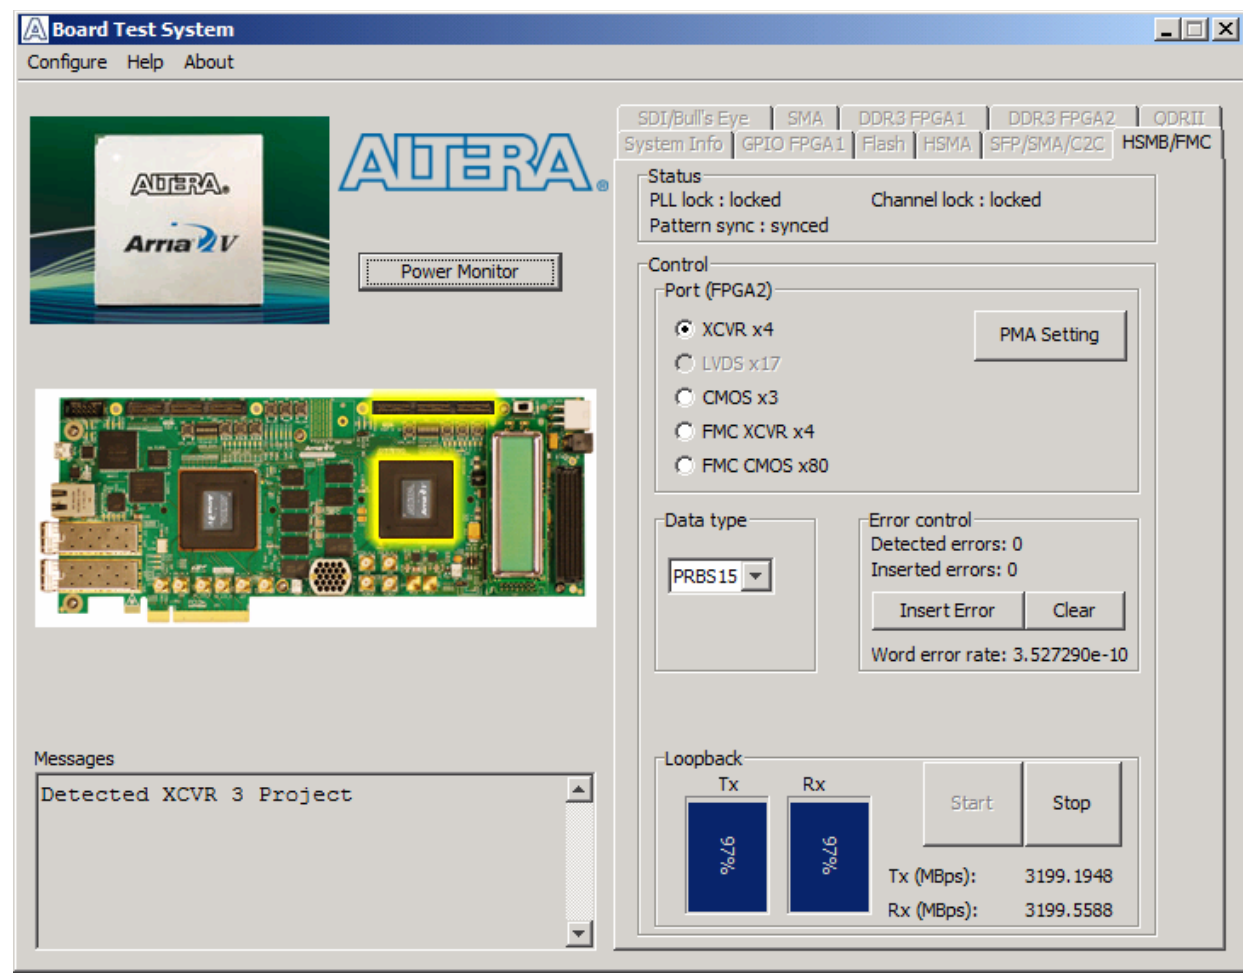 Board Test System
Configure Help About
ALTERA®
ALTERA®
Arria V
Power Monitor
SDI/Bull's Eye SMA DDR3 FPGA1 DDR3 FPGA2 QDRII
System Info GPIO FPGA1 Flash HSMA SFP/SMA/C2C HSMB/FMC
Status
PLL lock : locked Channel lock : locked
Pattern sync : synced
Control
Port (FPGA2)
XCVR x4
LVDS x17
CMOS x3
FMC XCVR x4
FMC CMOS x80
PMA Setting
Data type
PRBS15
Error control
Detected errors: 0
Inserted errors: 0
Insert Error Clear
Word error rate: 3.527290e-10
Messages
Detected XCVR 3 Project
Loopback
Tx Rx
97% 97%
Start Stop
Tx (MBps): 3199.1948
Rx (MBps): 3199.5588